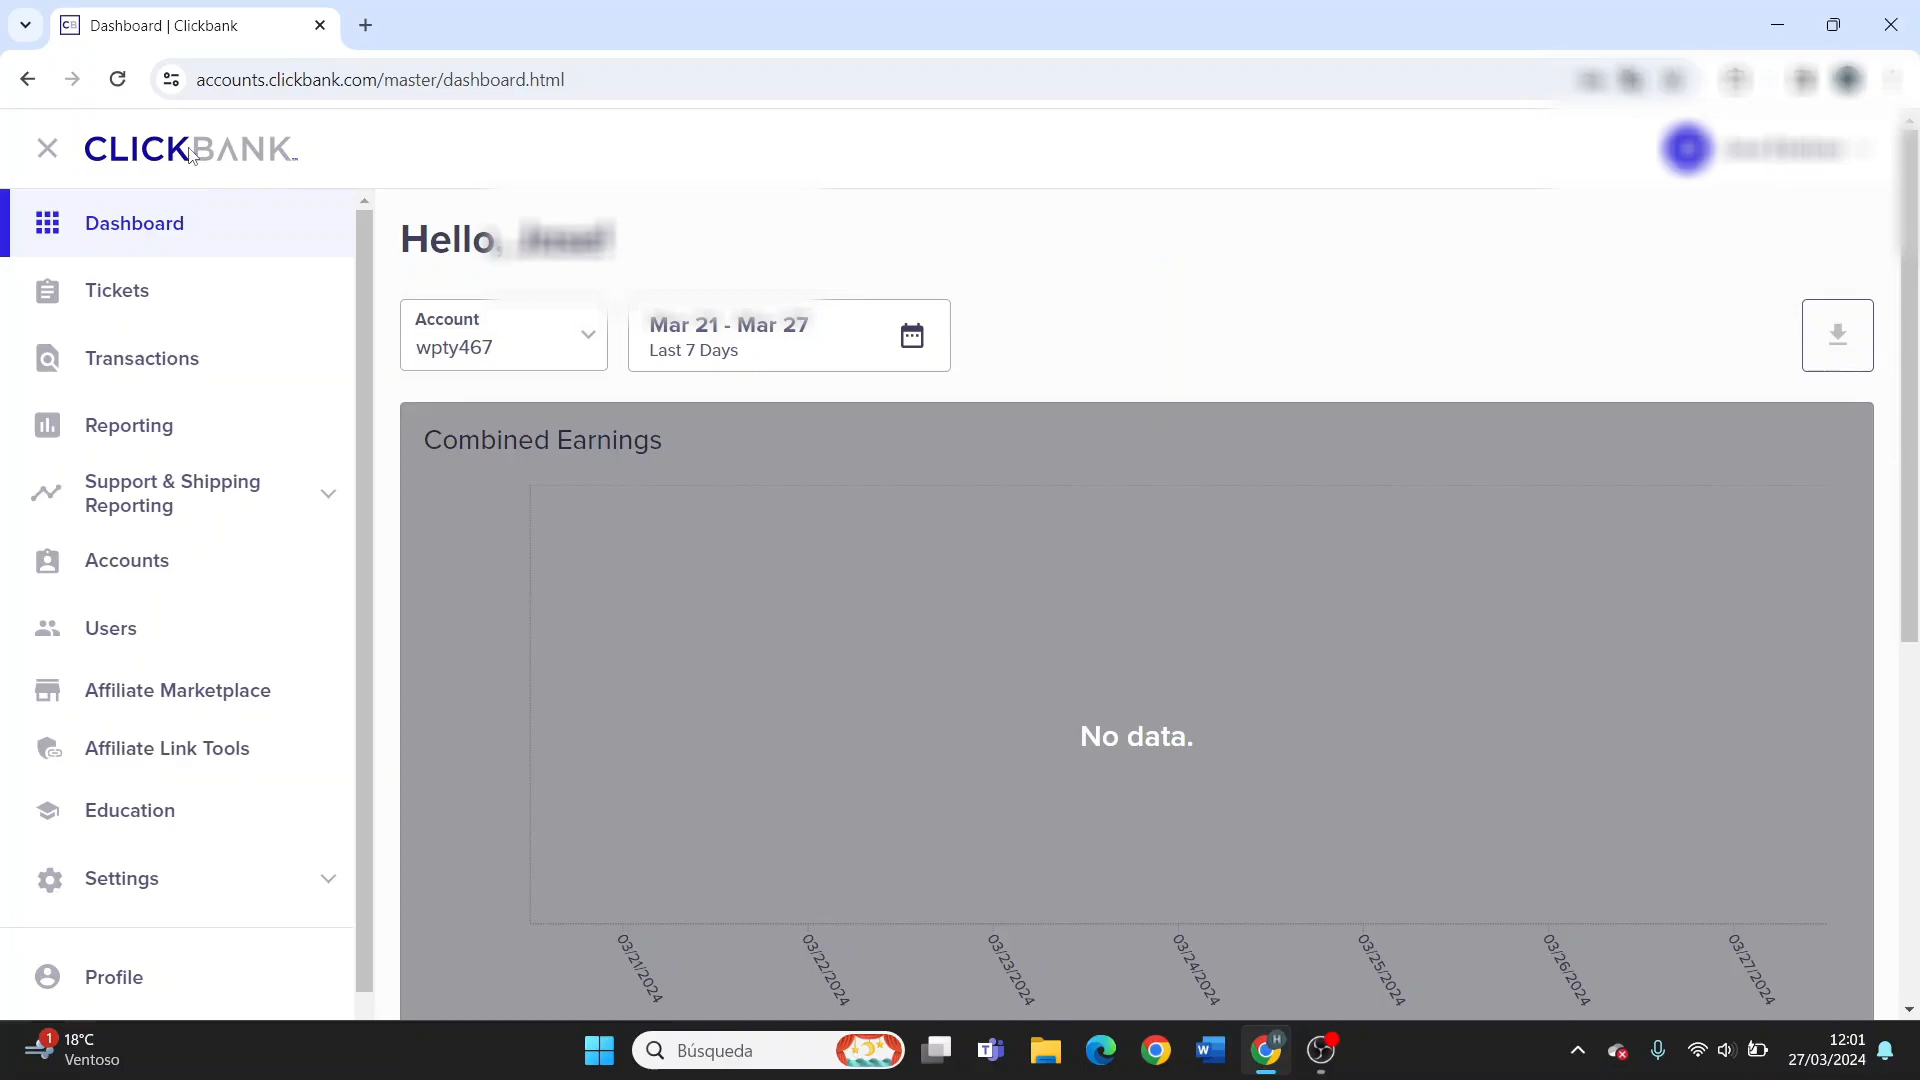 Dashboard | Clickbank
accounts.clickbank.com/master/dashboard.html
CLICKBANK
Dashboard
Tickets
Transactions
Reporting
Support & Shipping
Reporting
Accounts
Users
Affiliate Marketplace
Affiliate Link Tools
Education
Settings
Profile
Hello,
Account
wpty467
Mar 21 - Mar 27
Last 7 Days
Combined Earnings
No data.
03/21/2024
03/22/2024
03/23/2024
03/24/2024
03/25/2024
03/26/2024
03/27/2024
1
18°C
Ventoso
Búsqueda
12:01
27/03/2024